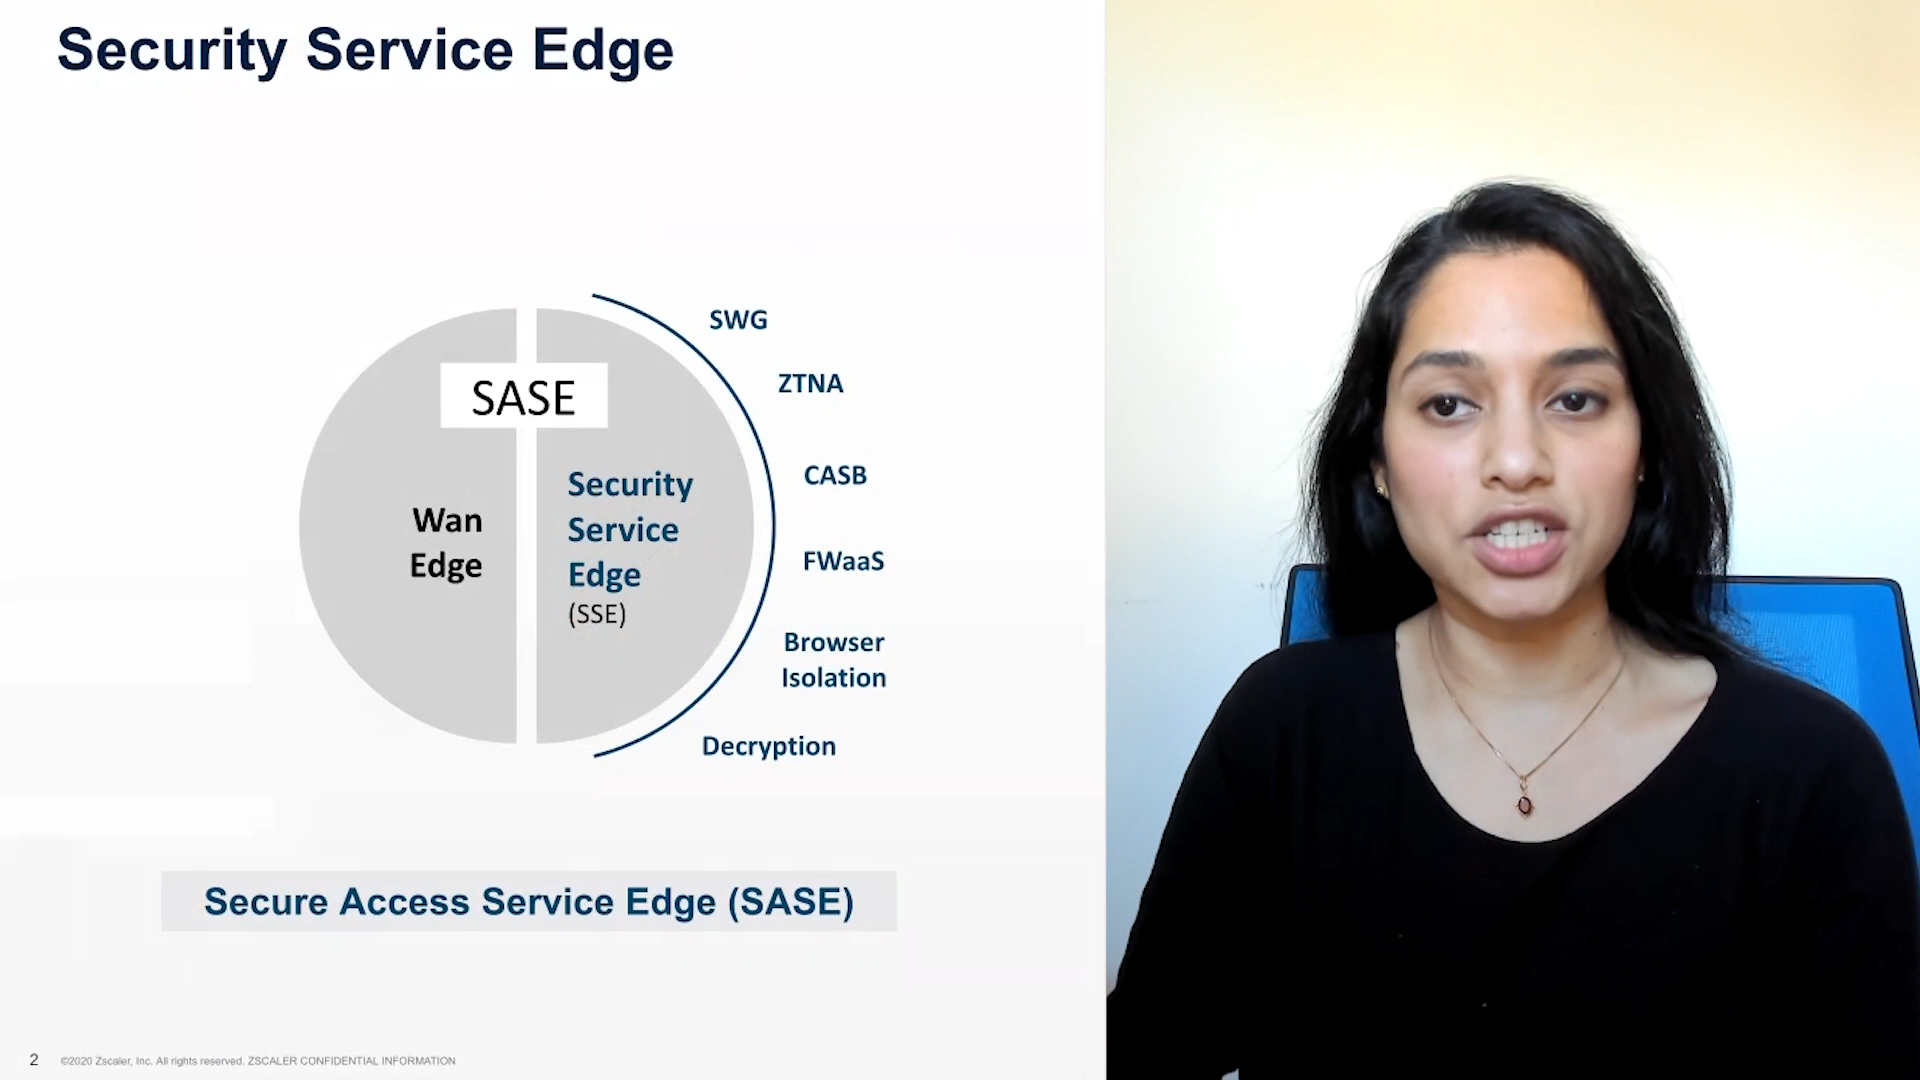 Security Service Edge
SWG
ZTNA
SASE
CASB
Wan
Edge
Security
Service
Edge
(SSE)
FWaaS
Browser
Isolation
Decryption
Secure Access Service Edge (SASE)
2 ©2020 Zscaler, Inc. All rights reserved. ZSCALER CONFIDENTIAL INFORMATION